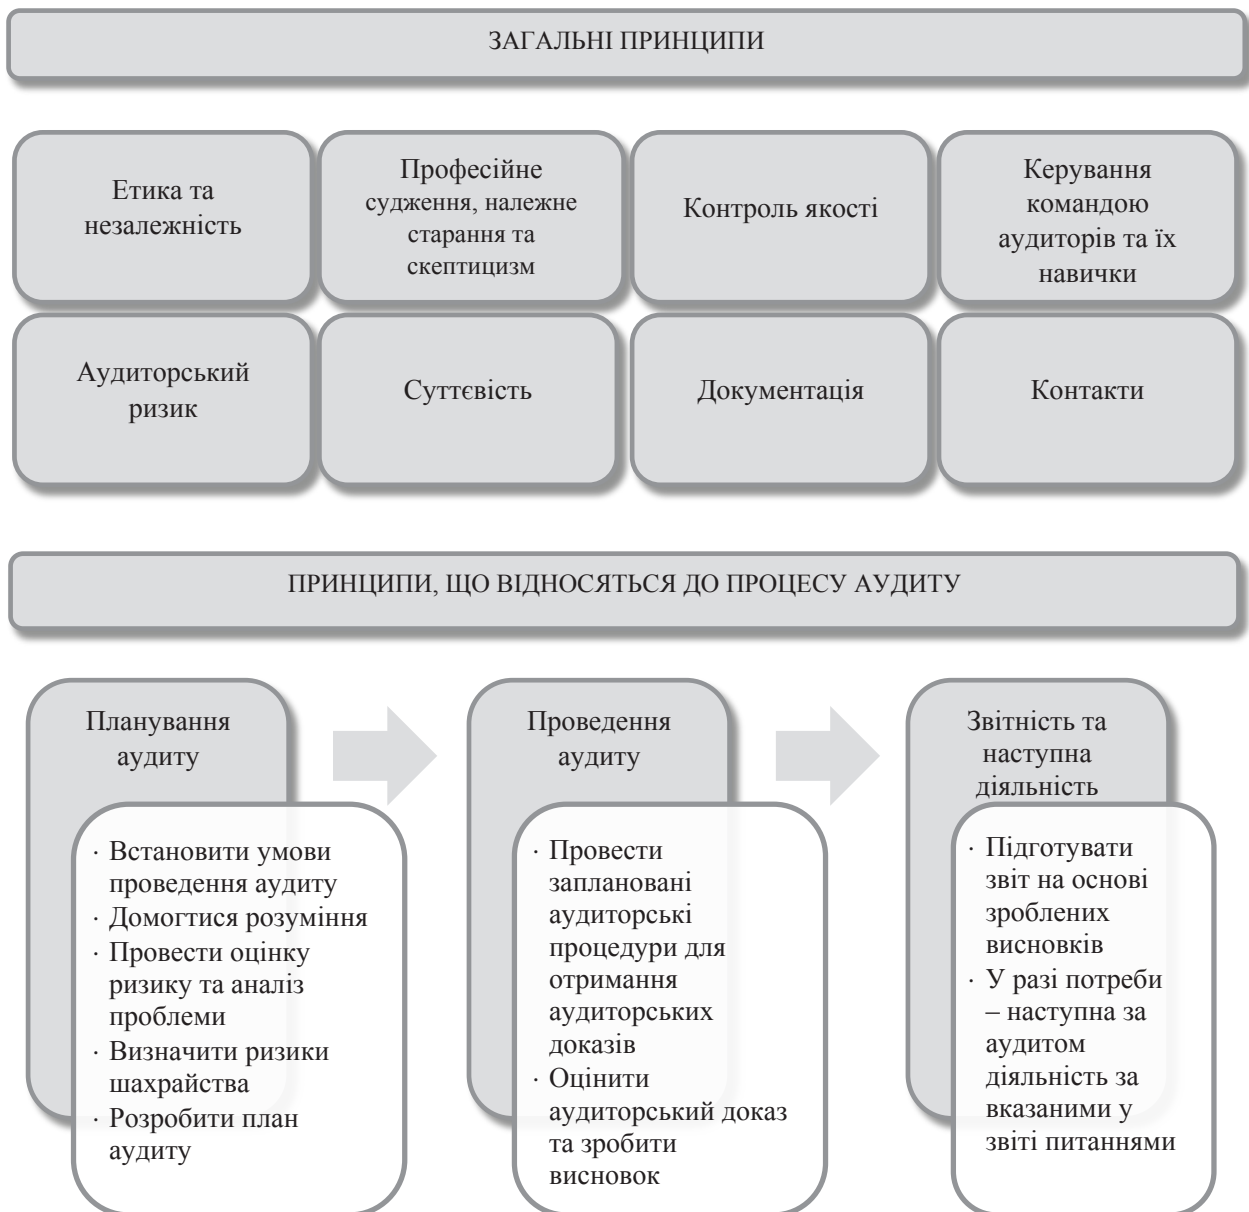 ЗАГАЛЬНІ ПРИНЦИПИ
Етика та
незалежність
Професійне
судження, належне
старання та
скептицизм
Контроль якості
Керування
командою
аудиторів та їх
навички
Аудиторський
ризик
Суттєвість
Документація
Контакти
ПРИНЦИПИ, ЩО ВІДНОСЯТЬСЯ ДО ПРОЦЕСУ АУДИТУ
Планування
аудиту
· Встановити умови
проведення аудиту
· Домогтися розуміння
· Провести оцінку
ризику та аналіз
проблеми
· Визначити ризики
шахрайства
· Розробити план
аудиту
Проведення
аудиту
· Провести
заплановані
аудиторські
процедури для
отримання
аудиторських
доказів
· Оцінити
аудиторський доказ
та зробити
висновок
Звітність та
наступна
діяльність
· Підготувати
звіт на основі
зроблених
висновків
· У разі потреби
– наступна за
аудитом
діяльність за
вказаними у
звіті питаннями